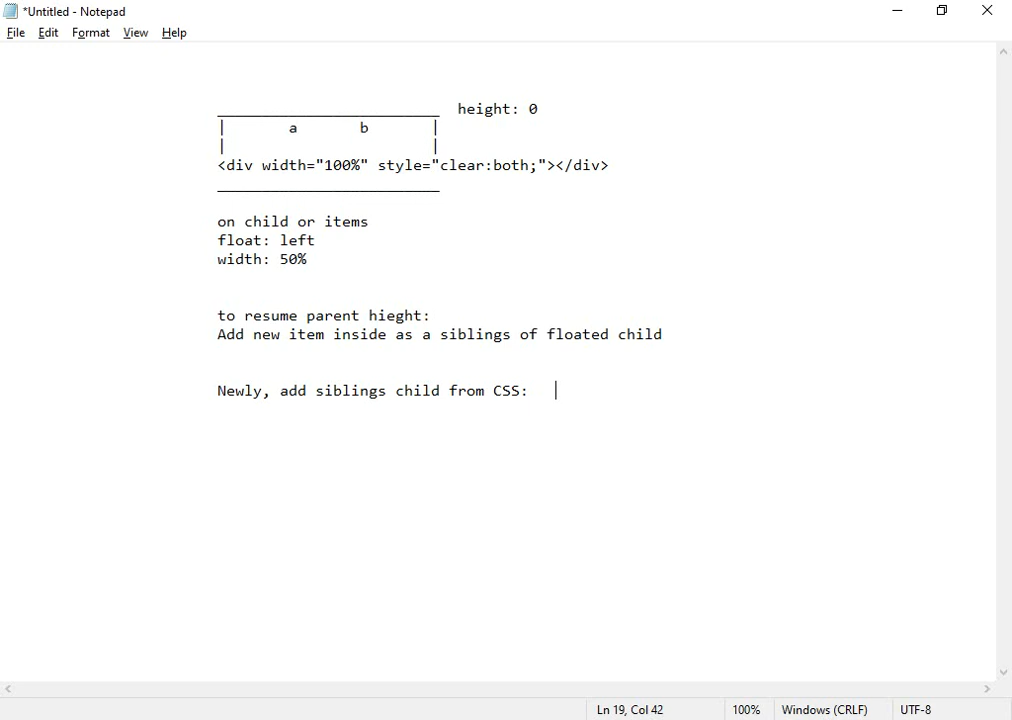 *Untitled - Notepad
File Edit Format View Help
_________________________ height: 0
| a b |
| |
<div width="100%" style="clear:both;"></div>
_________________________
on child or items
float: left
width: 50%
to resume parent hieght:
Add new item inside as a siblings of floated child
Newly, add siblings child from CSS:
Ln 19, Col 42 100% Windows (CRLF) UTF-8